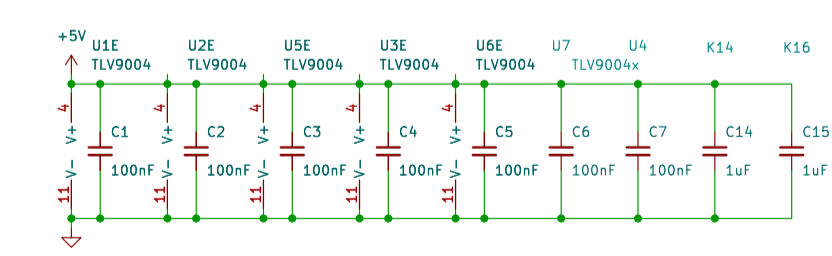 +5V
U1E U2E U5E U3E U6E U7 U4 K14 K16
TLV9004 TLV9004 TLV9004 TLV9004 TLV9004 TLV9004x
4 4 4 4 4
V+ C1 V+ C2 V+ C3 V+ C4 V+ C5 C6 C7 C14 C15
V- 100nF V- 100nF V- 100nF V- 100nF V- 100nF 100nF 100nF 1uF 1uF
11 11 11 11 11